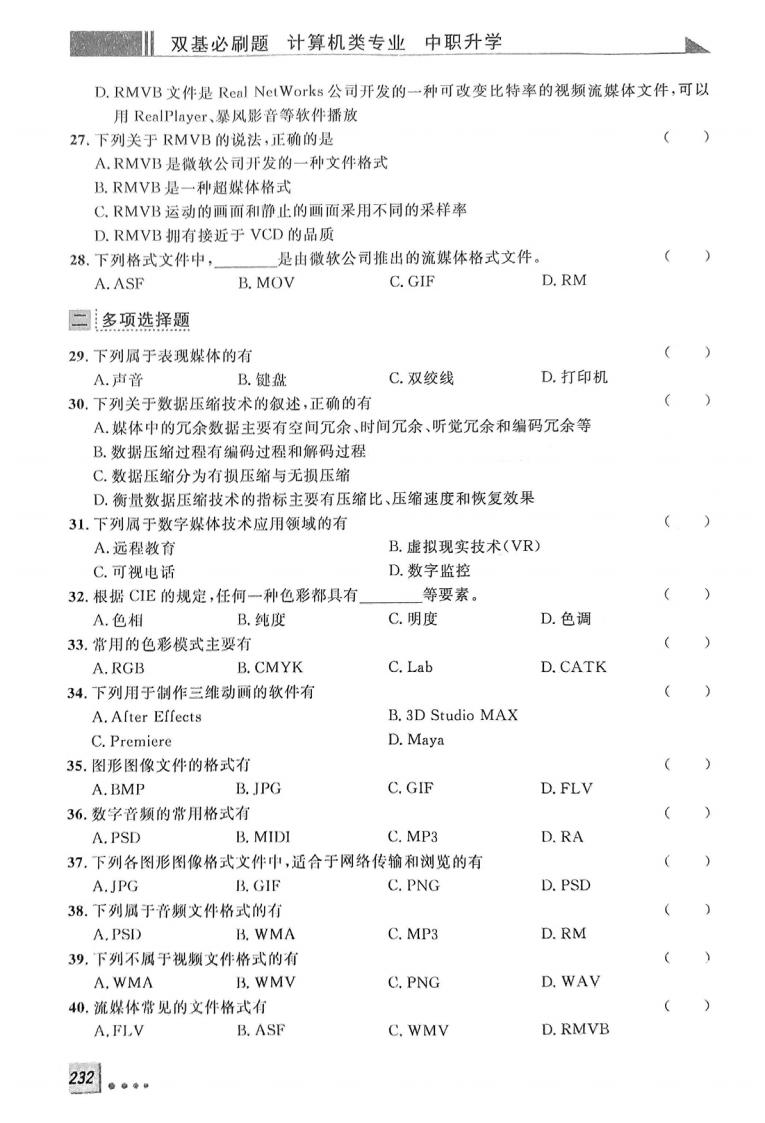 双基必刷题 计算机类专业 中职升学
D. RMVB 文件是 Real NetWorks 公司开发的一种可改变比特率的视频流媒体文件,可以
用 RealPlayer、暴风影音等软件播放
27. 下列关于 RMVB 的说法,正确的是 ( )
A. RMVB 是微软公司开发的一种文件格式
B. RMVB 是一种超媒体格式
C. RMVB 运动的画面和静止的画面采用不同的采样率
D. RMVB 拥有接近于 VCD 的品质
28. 下列格式文件中,______是由微软公司推出的流媒体格式文件。 ( )
A. ASF B. MOV C. GIF D. RM
二 多项选择题
29. 下列属于表现媒体的有 ( )
A. 声音 B. 键盘 C. 双绞线 D. 打印机
30. 下列关于数据压缩技术的叙述,正确的有 ( )
A. 媒体中的冗余数据主要有空间冗余、时间冗余、听觉冗余和编码冗余等
B. 数据压缩过程有编码过程和解码过程
C. 数据压缩分为有损压缩与无损压缩
D. 衡量数据压缩技术的指标主要有压缩比、压缩速度和恢复效果
31. 下列属于数字媒体技术应用领域的有 ( )
A. 远程教育 B. 虚拟现实技术(VR)
C. 可视电话 D. 数字监控
32. 根据 CIE 的规定,任何一种色彩都具有______等要素。 ( )
A. 色相 B. 纯度 C. 明度 D. 色调
33. 常用的色彩模式主要有 ( )
A. RGB B. CMYK C. Lab D. CATK
34. 下列用于制作三维动画的软件有 ( )
A. After Effects B. 3D Studio MAX
C. Premiere D. Maya
35. 图形图像文件的格式有 ( )
A. BMP B. JPG C. GIF D. FLV
36. 数字音频的常用格式有 ( )
A. PSD B. MIDI C. MP3 D. RA
37. 下列各图形图像格式文件中,适合于网络传输和浏览的有 ( )
A. JPG B. GIF C. PNG D. PSD
38. 下列属于音频文件格式的有 ( )
A. PSD B. WMA C. MP3 D. RM
39. 下列不属于视频文件格式的有 ( )
A. WMA B. WMV C. PNG D. WAV
40. 流媒体常见的文件格式有 ( )
A. FLV B. ASF C. WMV D. RMVB
232